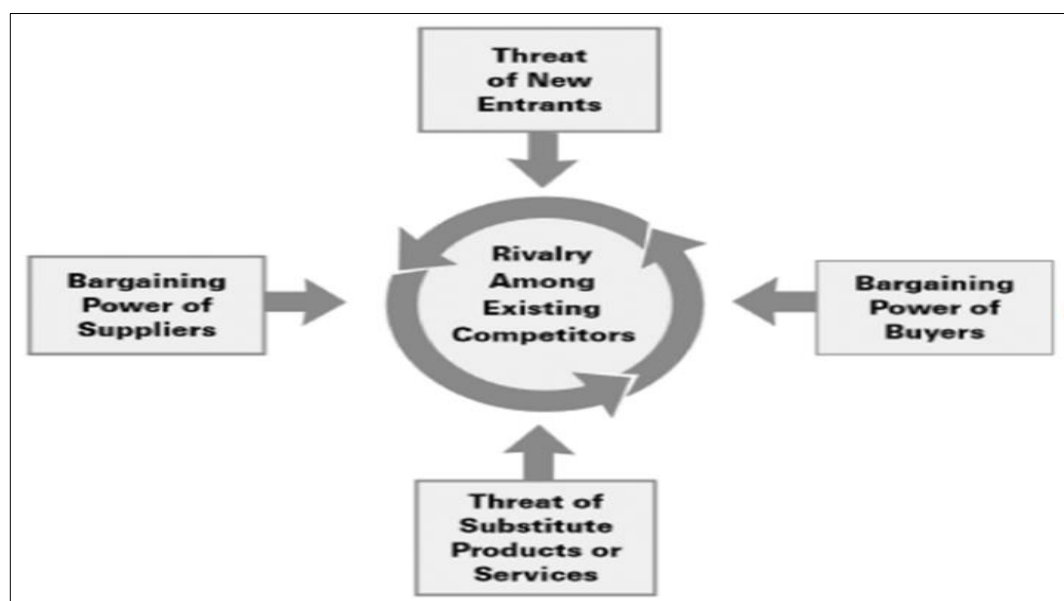 Threat
of New
Entrants
Bargaining
Power of
Suppliers
Rivalry
Among
Existing
Competitors
Bargaining
Power of
Buyers
Threat of
Substitute
Products or
Services